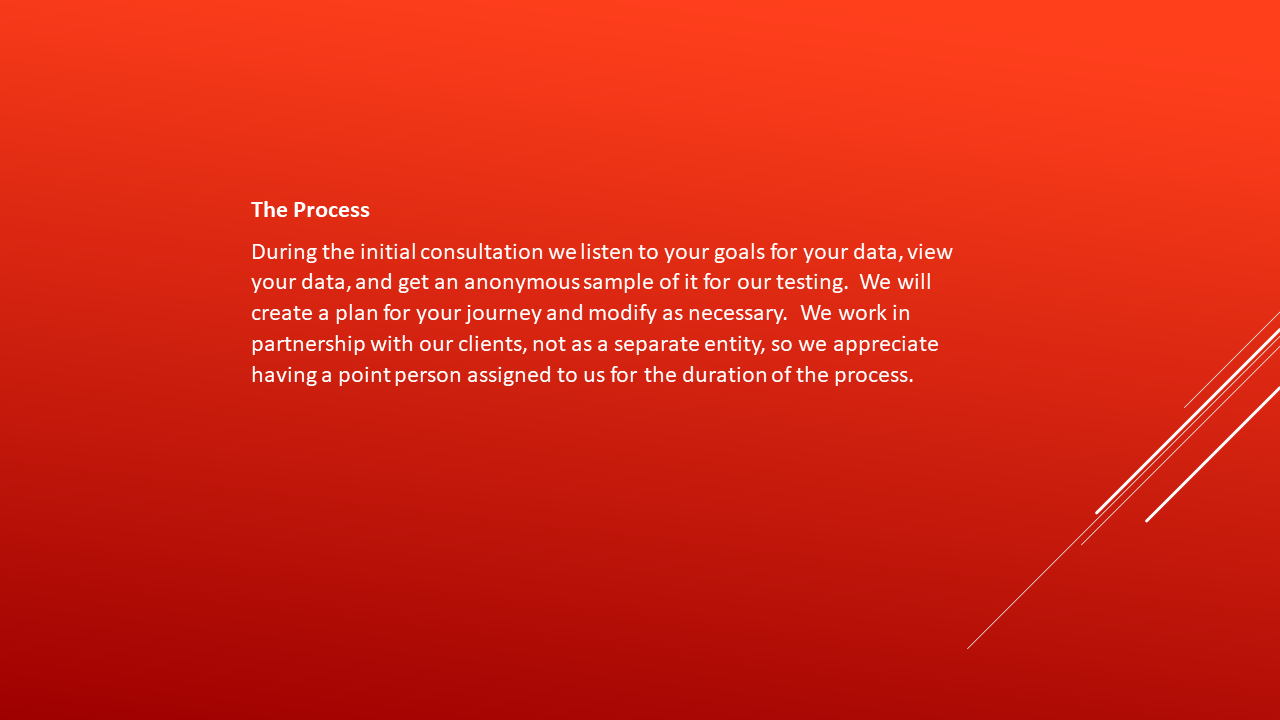 The Process
During the initial consultation we listen to your goals for your data, view
your data, and get an anonymous sample of it for our testing.  We will
create a plan for your journey and modify as necessary.  We work in
partnership with our clients, not as a separate entity, so we appreciate
having a point person assigned to us for the duration of the process.